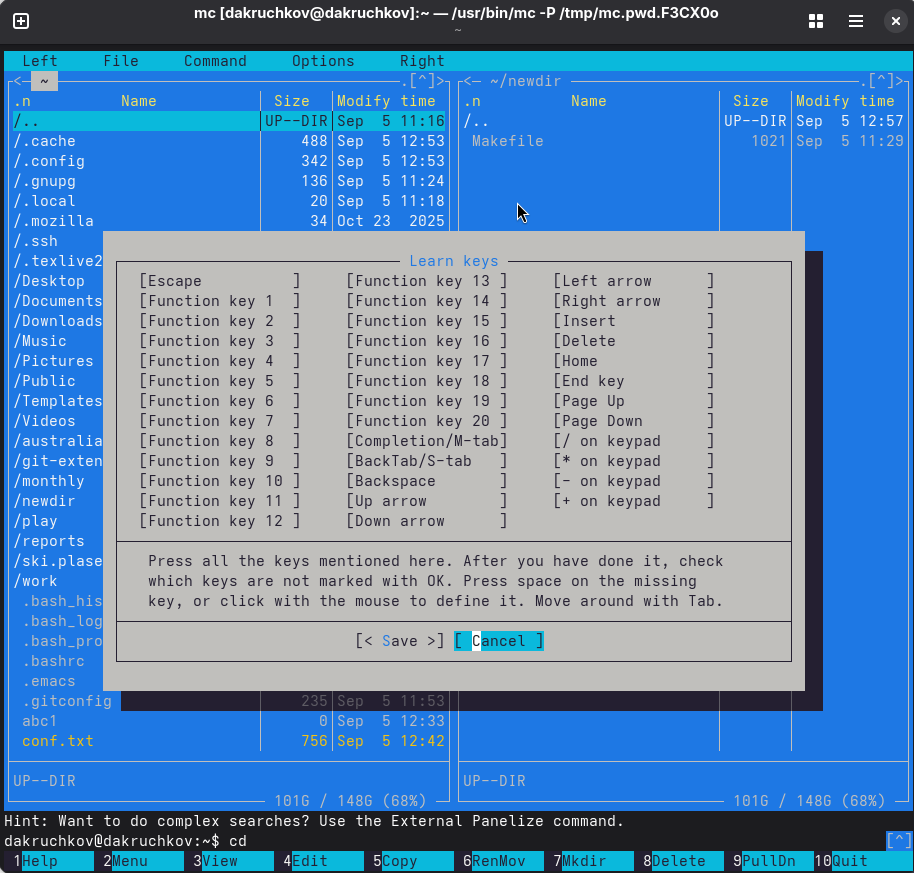 mc [dakruchkov@dakruchkov]:~ — /usr/bin/mc -P /tmp/mc.pwd.F3CX0o
~
Left File Command Options Right
<─ ~ .[^]> <─ ~/newdir .[^]>
.n Name Size Modify time .n Name Size Modify time
/.. UP--DIR Sep 5 11:16 /.. UP--DIR Sep 5 12:57
/.cache 488 Sep 5 12:53 Makefile 1021 Sep 5 11:29
/.config 342 Sep 5 12:53
/.gnupg 136 Sep 5 11:24
/.local 20 Sep 5 11:18
/.mozilla 34 Oct 23 2025
/.ssh
/.texlive2 Learn keys
/Desktop [Escape ] [Function key 13 ] [Left arrow ]
/Documents [Function key 1 ] [Function key 14 ] [Right arrow ]
/Downloads [Function key 2 ] [Function key 15 ] [Insert ]
/Music [Function key 3 ] [Function key 16 ] [Delete ]
/Pictures [Function key 4 ] [Function key 17 ] [Home ]
/Public [Function key 5 ] [Function key 18 ] [End key ]
/Templates [Function key 6 ] [Function key 19 ] [Page Up ]
/Videos [Function key 7 ] [Function key 20 ] [Page Down ]
/australia [Function key 8 ] [Completion/M-tab] [/ on keypad ]
/git-exten [Function key 9 ] [BackTab/S-tab ] [* on keypad ]
/monthly [Function key 10 ] [Backspace ] [- on keypad ]
/newdir [Function key 11 ] [Up arrow ] [+ on keypad ]
/play [Function key 12 ] [Down arrow ]
/reports
/ski.plase Press all the keys mentioned here. After you have done it, check
/work which keys are not marked with OK. Press space on the missing
.bash_his key, or click with the mouse to define it. Move around with Tab.
.bash_log
.bash_pro [< Save >] [ Cancel ]
.bashrc
.emacs
.gitconfig 235 Sep 5 11:53
abc1 0 Sep 5 12:33
conf.txt 756 Sep 5 12:42
UP--DIR UP--DIR
101G / 148G (68%) 101G / 148G (68%)
Hint: Want to do complex searches? Use the External Panelize command.
dakruchkov@dakruchkov:~$ cd [^]
1Help 2Menu 3View 4Edit 5Copy 6RenMov 7Mkdir 8Delete 9PullDn 10Quit